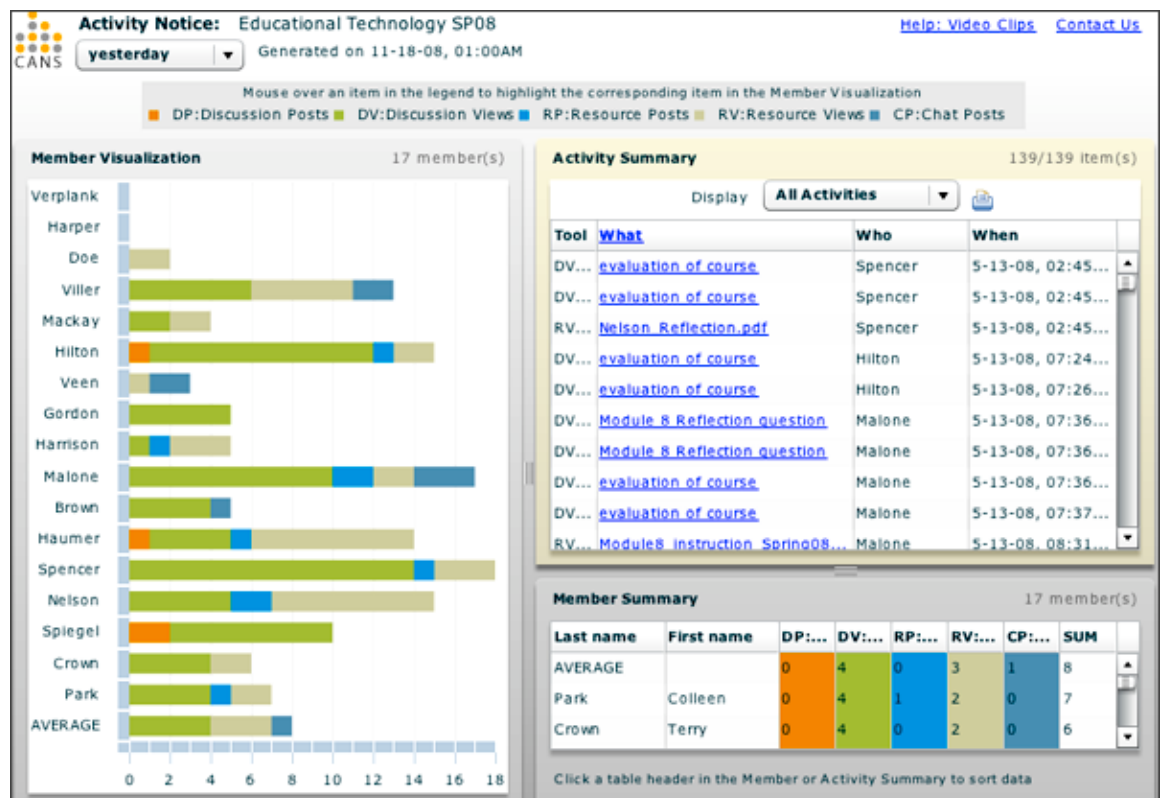 Activity Notice: Educational Technology SP08
Help: Video Clips Contact Us
CANS
yesterday
Generated on 11-18-08, 01:00AM
Mouse over an item in the legend to highlight the corresponding item in the Member Visualization
DP:Discussion Posts DV:Discussion Views RP:Resource Posts RV:Resource Views CP:Chat Posts
Member Visualization 17 member(s)
Verplank
Harper
Doe
Viller
Mackay
Hilton
Veen
Gordon
Harrison
Malone
Brown
Haumer
Spencer
Nelson
Spiegel
Crown
Park
AVERAGE
0 2 4 6 8 10 12 14 16 18
Activity Summary 139/139 item(s)
Display All Activities
Tool What Who When
DV... evaluation of course Spencer 5-13-08, 02:45...
DV... evaluation of course Spencer 5-13-08, 02:45...
RV... Nelson Reflection.pdf Spencer 5-13-08, 02:45...
DV... evaluation of course Hilton 5-13-08, 07:24...
DV... evaluation of course Hilton 5-13-08, 07:26...
DV... Module 8 Reflection question Malone 5-13-08, 07:36...
DV... Module 8 Reflection question Malone 5-13-08, 07:36...
DV... evaluation of course Malone 5-13-08, 07:36...
DV... evaluation of course Malone 5-13-08, 07:37...
RV... Module8 instruction Spring08... Malone 5-13-08, 08:31...
Member Summary 17 member(s)
Last name First name DP:... DV:... RP:... RV:... CP:... SUM
AVERAGE 0 4 0 3 1 8
Park Colleen 0 4 1 2 0 7
Crown Terry 0 4 0 2 0 6
Click a table header in the Member or Activity Summary to sort data